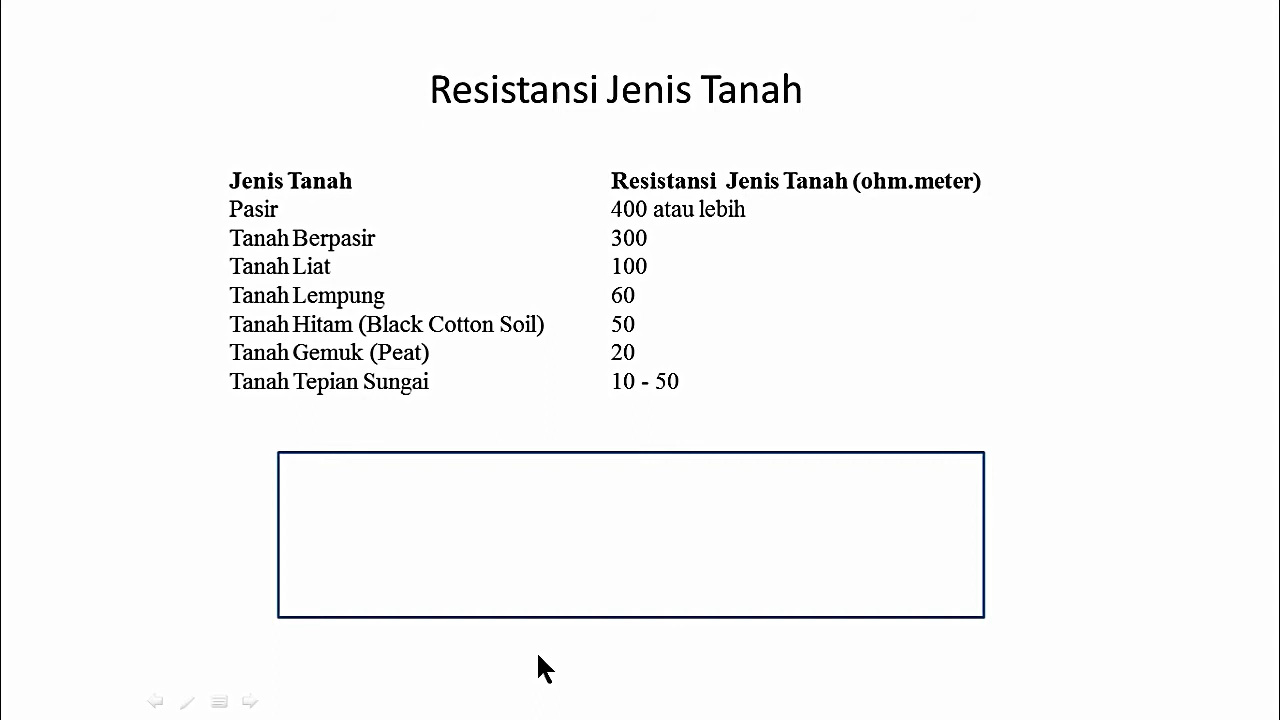 Resistansi Jenis Tanah
Jenis Tanah Resistansi Jenis Tanah (ohm.meter)
Pasir 400 atau lebih
Tanah Berpasir 300
Tanah Liat 100
Tanah Lempung 60
Tanah Hitam (Black Cotton Soil) 50
Tanah Gemuk (Peat) 20
Tanah Tepian Sungai 10 - 50